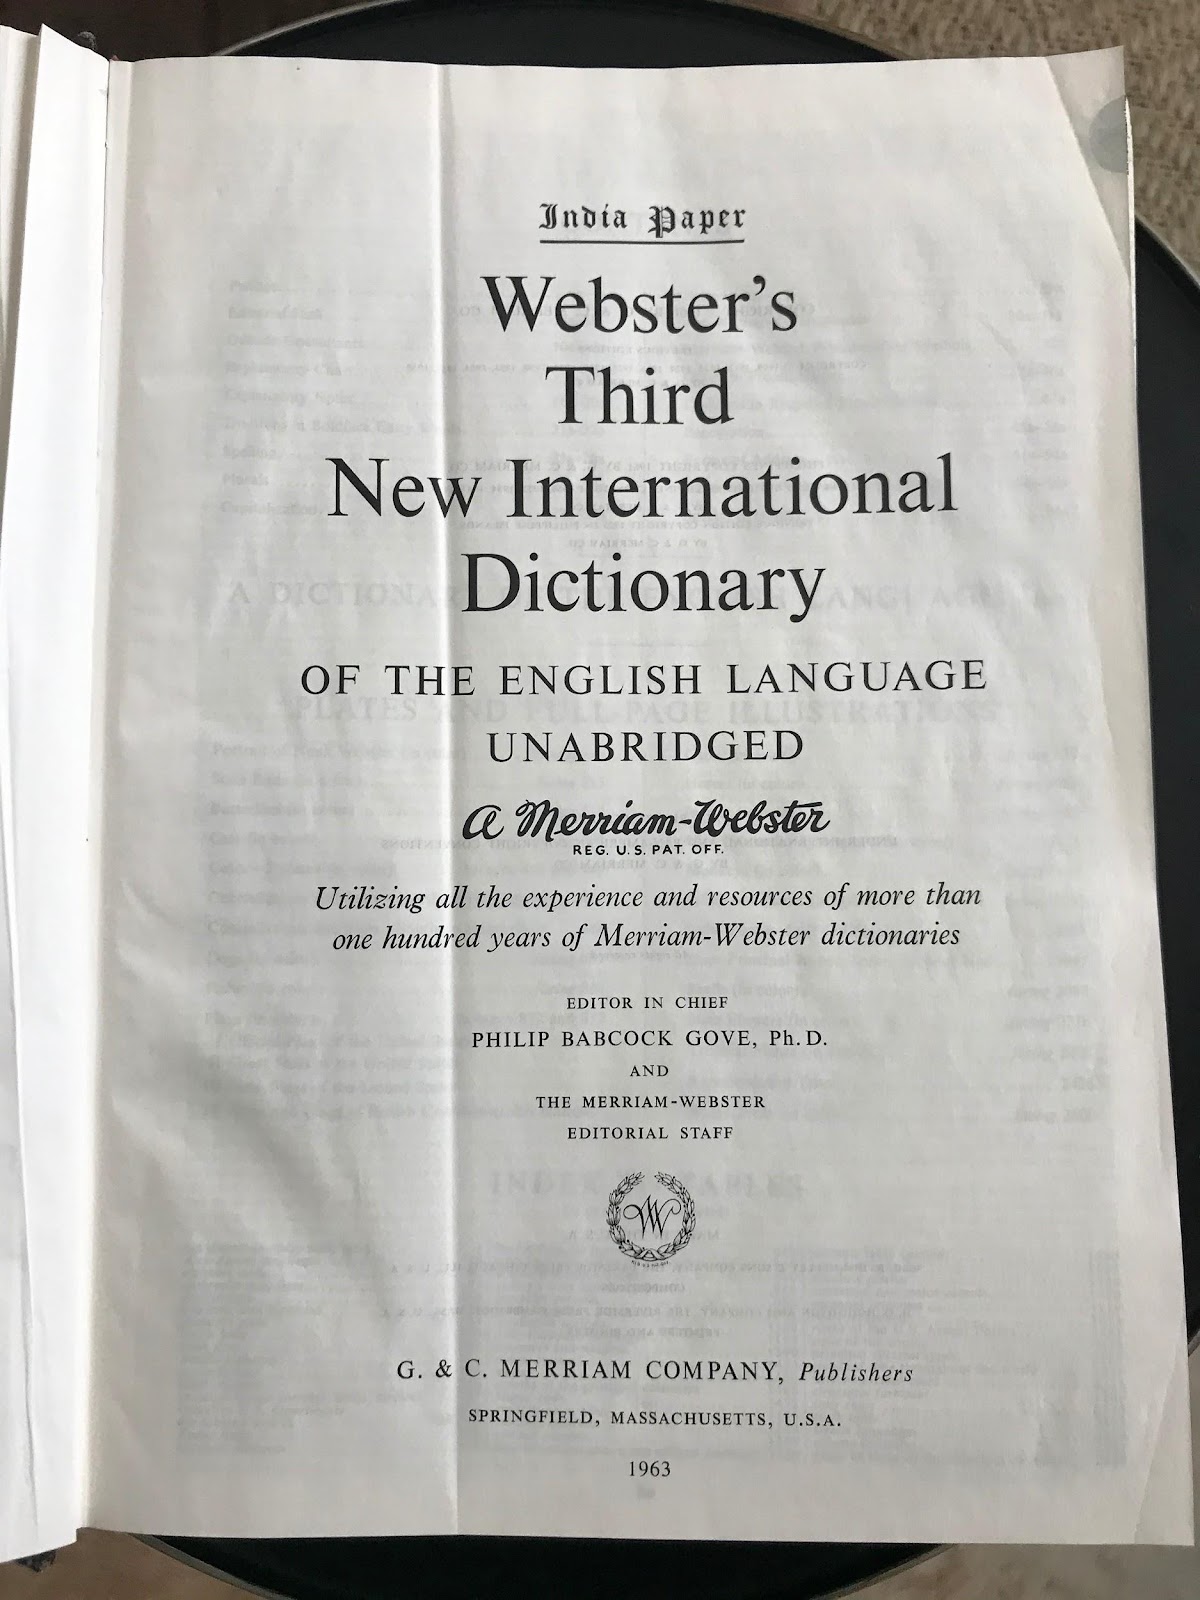 India Paper
Webster's
Third
New International
Dictionary
OF THE ENGLISH LANGUAGE
UNABRIDGED
A Merriam-Webster
REG. U.S. PAT. OFF.
Utilizing all the experience and resources of more than
one hundred years of Merriam-Webster dictionaries
EDITOR IN CHIEF
PHILIP BABCOCK GOVE, Ph. D.
AND
THE MERRIAM-WEBSTER
EDITORIAL STAFF
W
G. & C. MERRIAM COMPANY, Publishers
SPRINGFIELD, MASSACHUSETTS, U.S.A.
1963